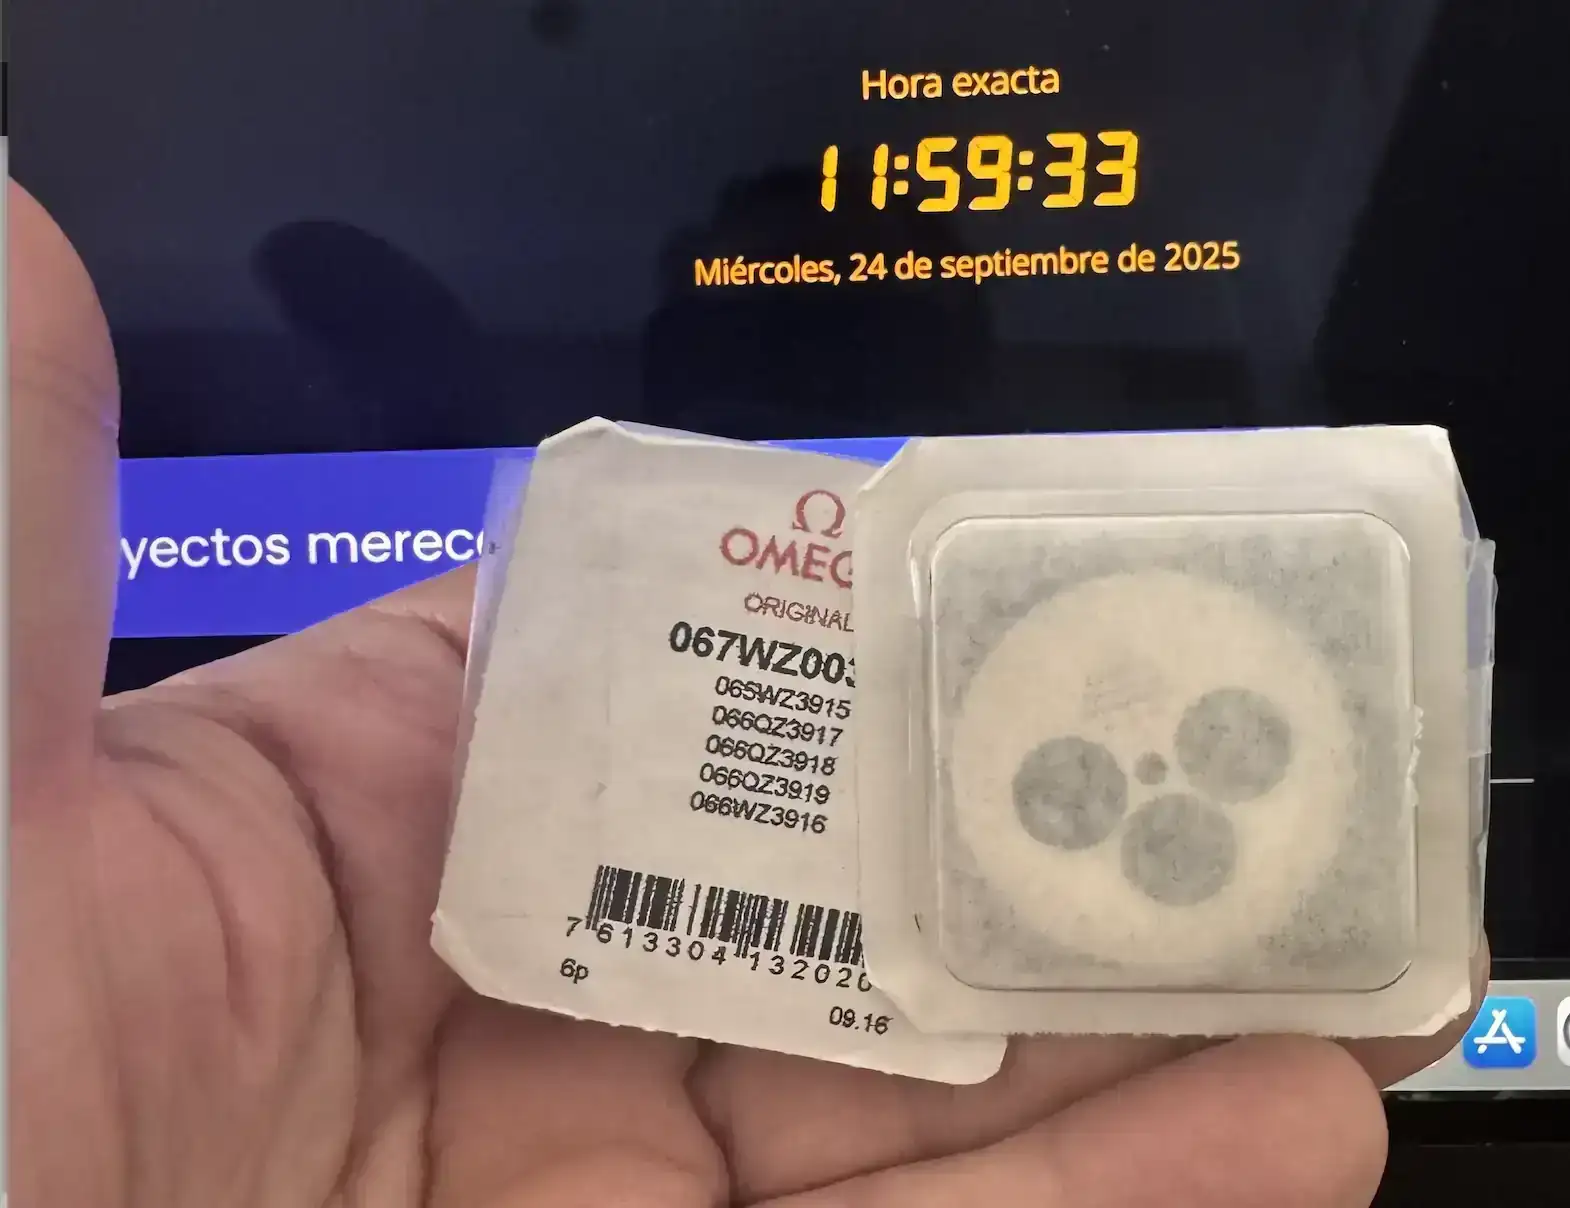 Hora exacta
11:59:33
Miércoles, 24 de septiembre de 2025
yectos merec
Ω
OMEG
ORIGINAL
067WZ003
065WZ3915
066QZ3917
066QZ3918
066QZ3919
066WZ3916
7 613304 132020
6p
09.16